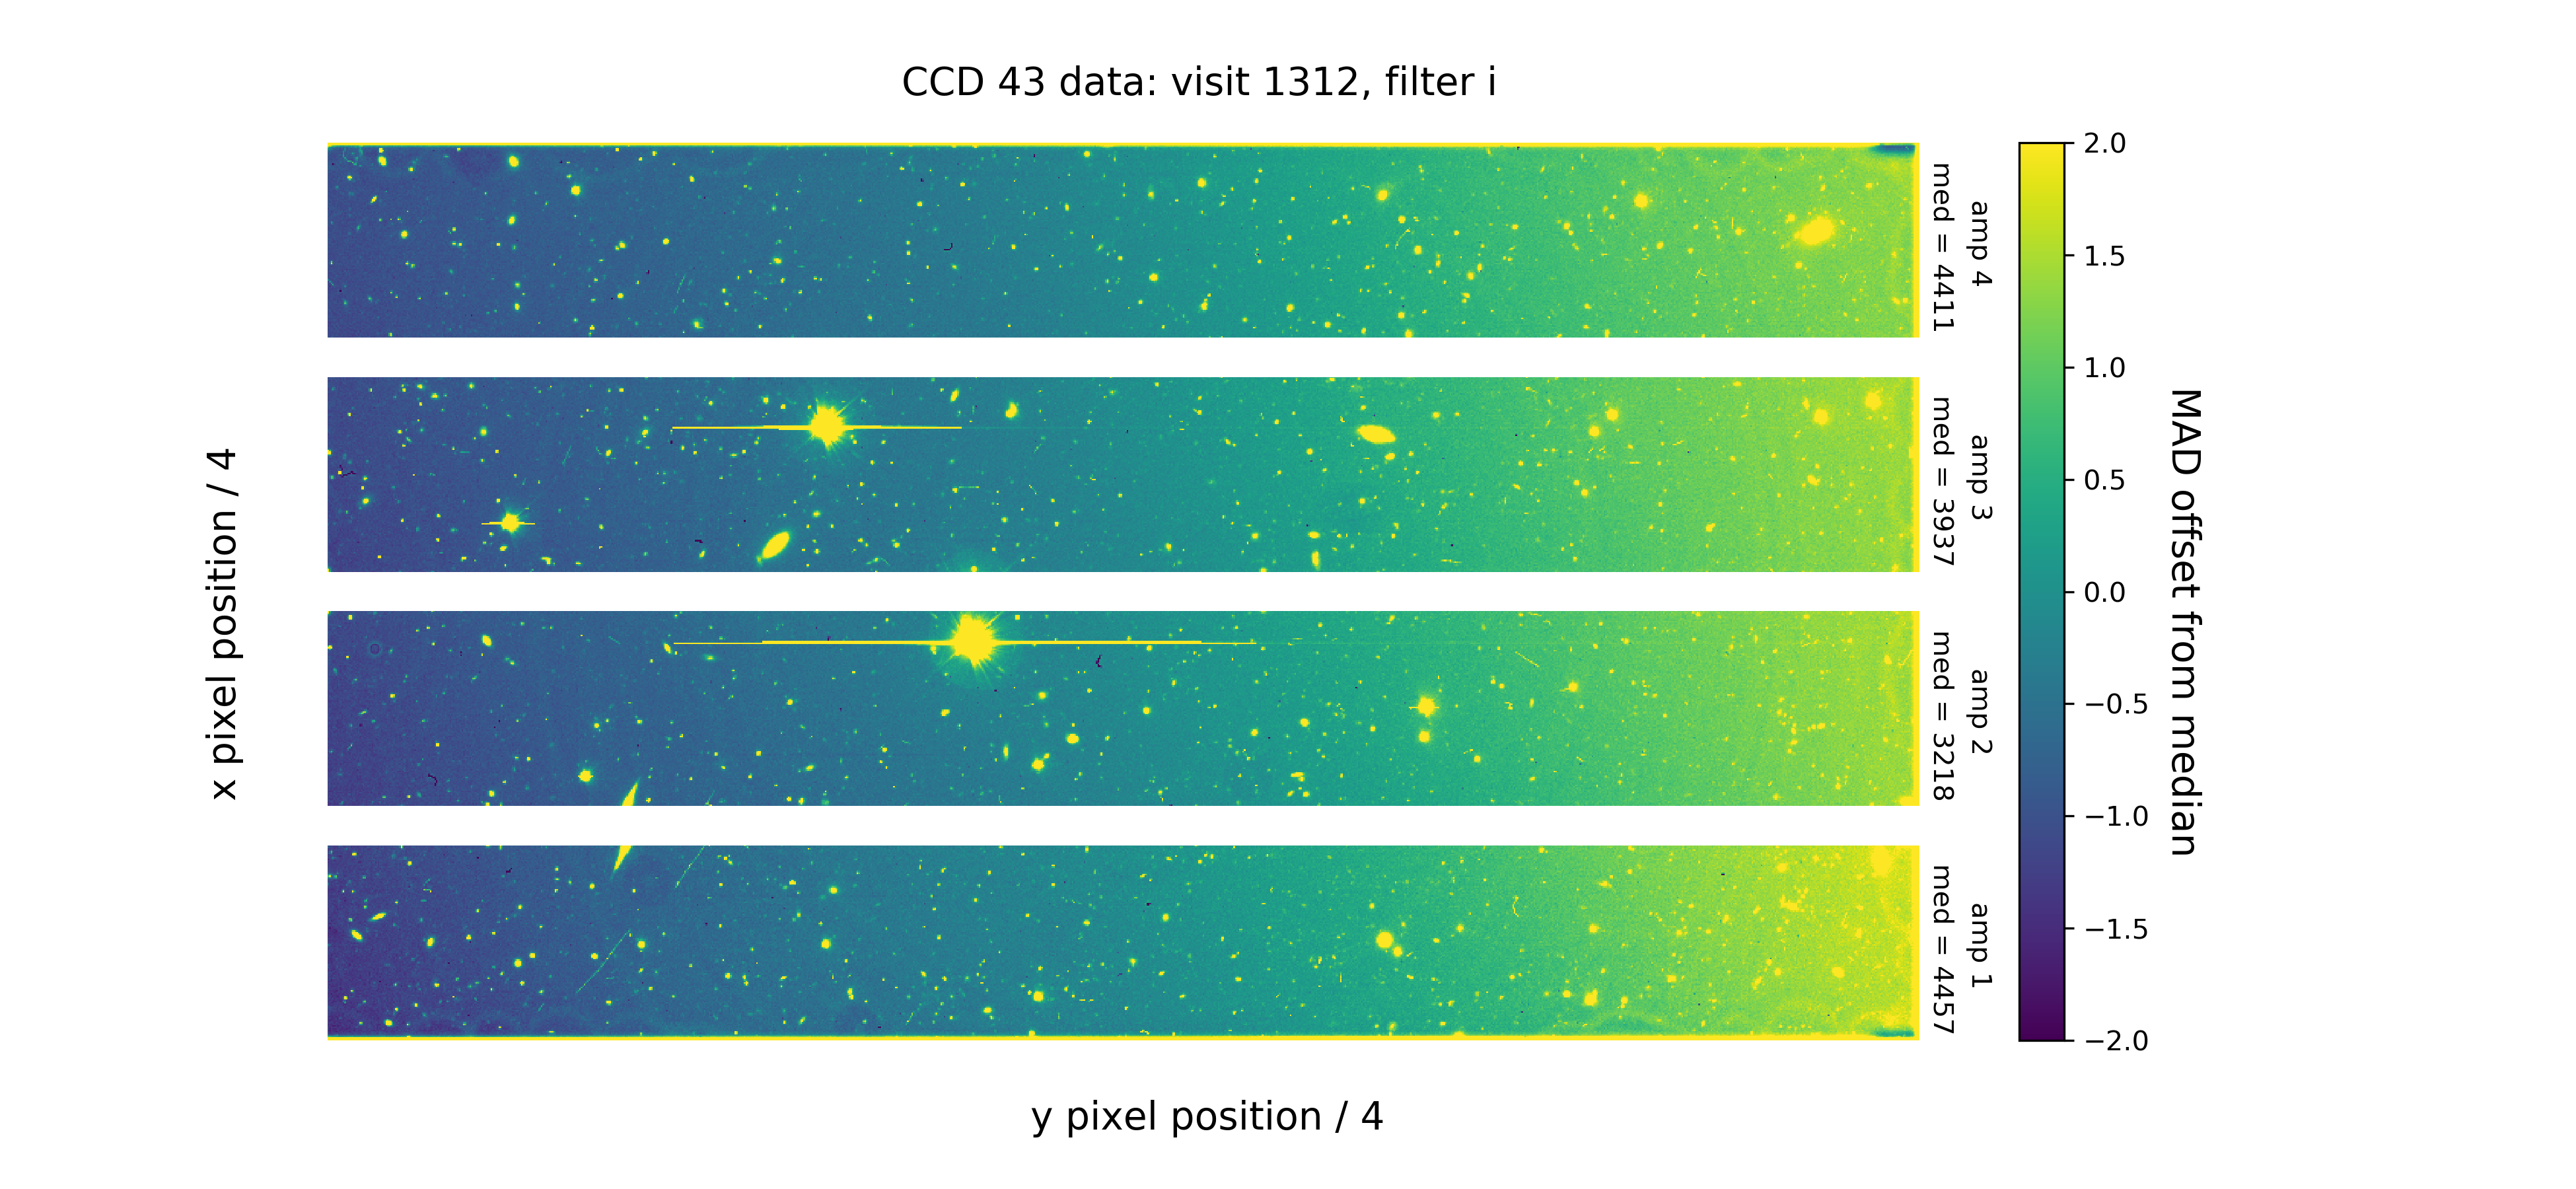 CCD 43 data: visit 1312, filter i
x pixel position / 4
amp 4
med = 4411
amp 3
med = 3937
amp 2
med = 3218
amp 1
med = 4457
2.0
1.5
1.0
0.5
0.0
−0.5
−1.0
−1.5
−2.0
MAD offset from median
y pixel position / 4